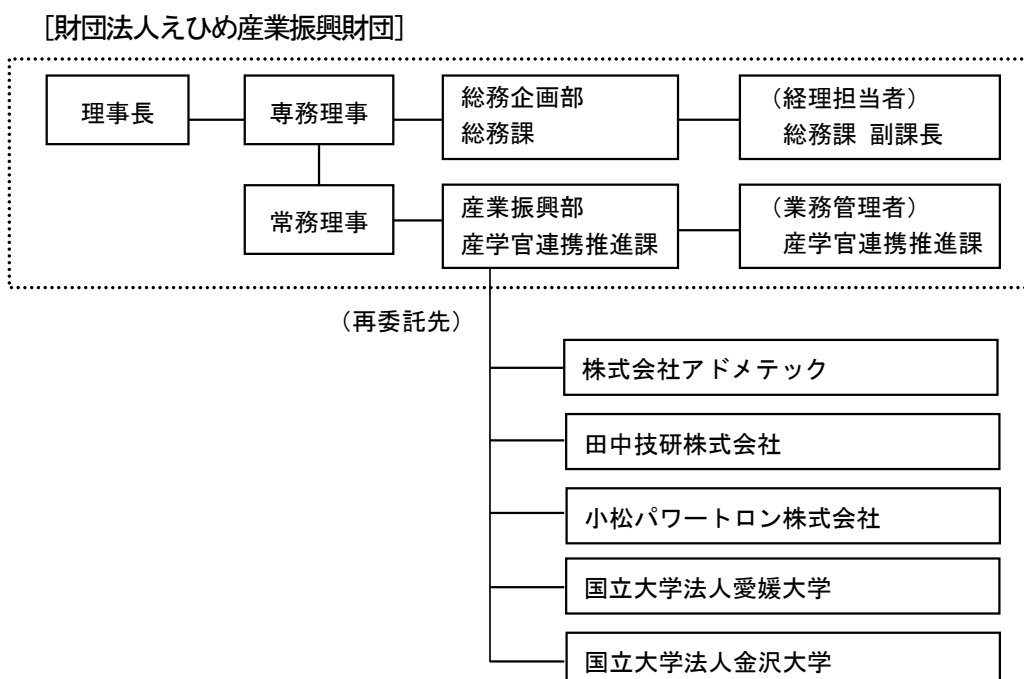 [財団法人えひめ産業振興財団]
理事長
専務理事
総務企画部
総務課
（経理担当者）
総務課 副課長
常務理事
産業振興部
産学官連携推進課
（業務管理者）
産学官連携推進課
（再委託先）
株式会社アドメテック
田中技研株式会社
小松パワートロン株式会社
国立大学法人愛媛大学
国立大学法人金沢大学